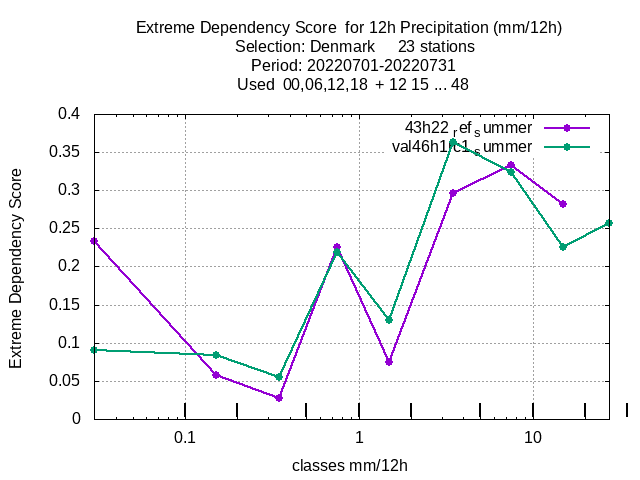 Extreme Dependency Score  for 12h Precipitation (mm/12h)
Selection: Denmark     23 stations
Period: 20220701-20220731
Used  00,06,12,18  + 12 15 ... 48
43h22refsummer
val46h1rc1summer
Extreme Dependency Score
0.4
0.35
0.3
0.25
0.2
0.15
0.1
0.05
0
0.1
1
10
classes mm/12h